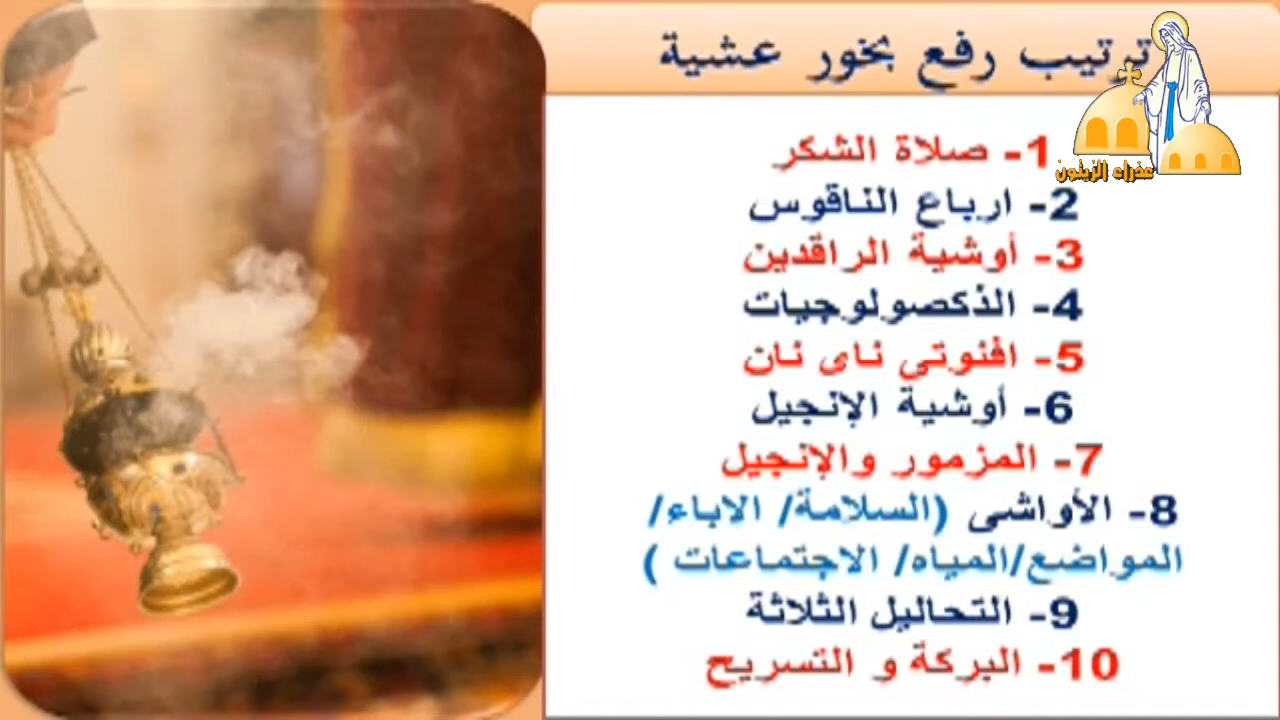 ترتيب رفع بخور عشية
عذراء الزيتون
1- صلاة الشكر
2- ارباع الناقوس
3- أوشية الراقدين
4- الذكصولوجيات
5- افنوتى ناى نان
6- أوشية الإنجيل
7- المزمور والإنجيل
8- الأواشى (السلامة/ الاباء/
المواضع/المياه/ الاجتماعات )
9- التحاليل الثلاثة
10- البركة و التسريح